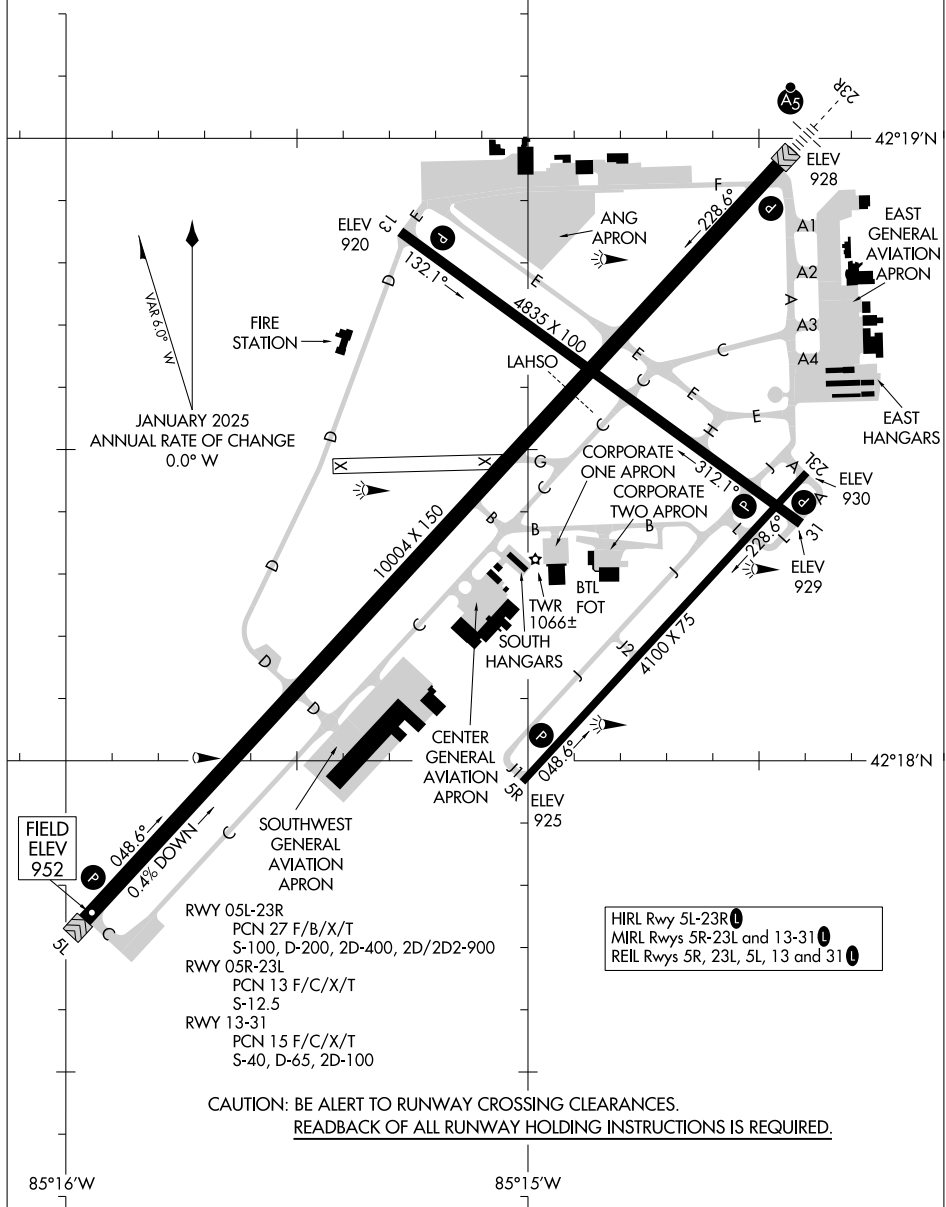 A5
23R
42°19'N
ELEV
928
F
228.6°
P
ELEV
920
13
E
P
132.1°
ANG
APRON
A1
EAST
GENERAL
AVIATION
APRON
A2
A
A3
A4
D
E
4835 X 100
VAR 6.0° W
FIRE
STATION
LAHSO
E
C
C
E
H
E
C
EAST
HANGARS
JANUARY 2025
ANNUAL RATE OF CHANGE
0.0° W
D
X
X
G
C
CORPORATE
ONE APRON
CORPORATE
TWO APRON
312.1°
J
A
23L
ELEV
930
P
P
A
L
L
31
228.6°
ELEV
929
B
B
B
10004 X 150
D
TWR
1066±
BTL
FOT
J
SOUTH
HANGARS
C
J2
4100 X 75
J
D
D
P
048.6°
J1
5R
ELEV
925
CENTER
GENERAL
AVIATION
APRON
42°18'N
SOUTHWEST
GENERAL
AVIATION
APRON
C
FIELD
ELEV
952
048.6°
0.4% DOWN
P
5L
C
RWY 05L-23R
PCN 27 F/B/X/T
S-100, D-200, 2D-400, 2D/2D2-900
RWY 05R-23L
PCN 13 F/C/X/T
S-12.5
RWY 13-31
PCN 15 F/C/X/T
S-40, D-65, 2D-100
HIRL Rwy 5L-23R L
MIRL Rwys 5R-23L and 13-31 L
REIL Rwys 5R, 23L, 5L, 13 and 31 L
CAUTION: BE ALERT TO RUNWAY CROSSING CLEARANCES.
READBACK OF ALL RUNWAY HOLDING INSTRUCTIONS IS REQUIRED.
85°16'W
85°15'W